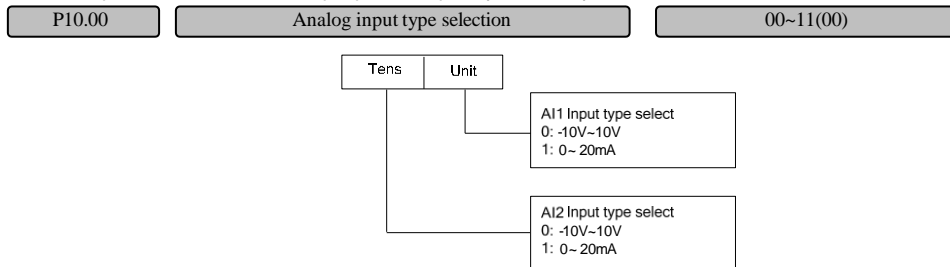 P10.00 Analog input type selection 00~11(00)
Tens Unit
AI1 Input type select
0: -10V~10V
1: 0~ 20mA
AI2 Input type select
0: -10V~10V
1: 0~ 20mA